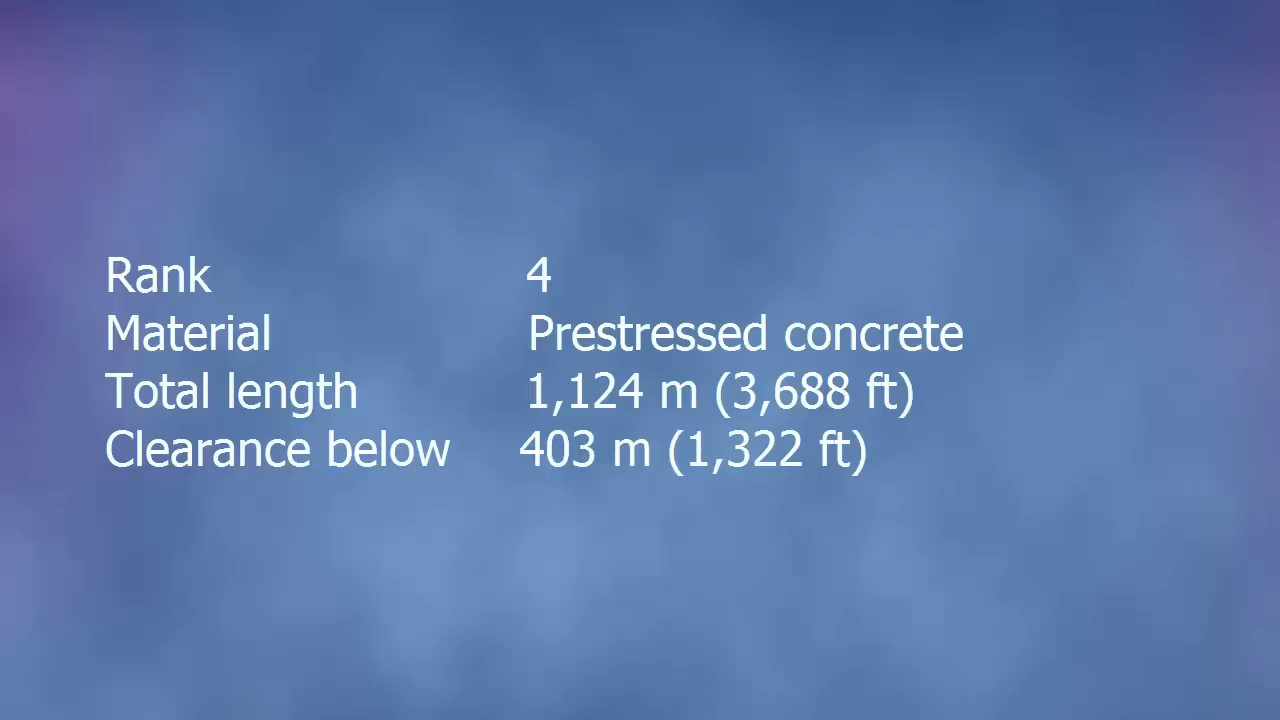 Rank 4
Material Prestressed concrete
Total length 1,124 m (3,688 ft)
Clearance below 403 m (1,322 ft)